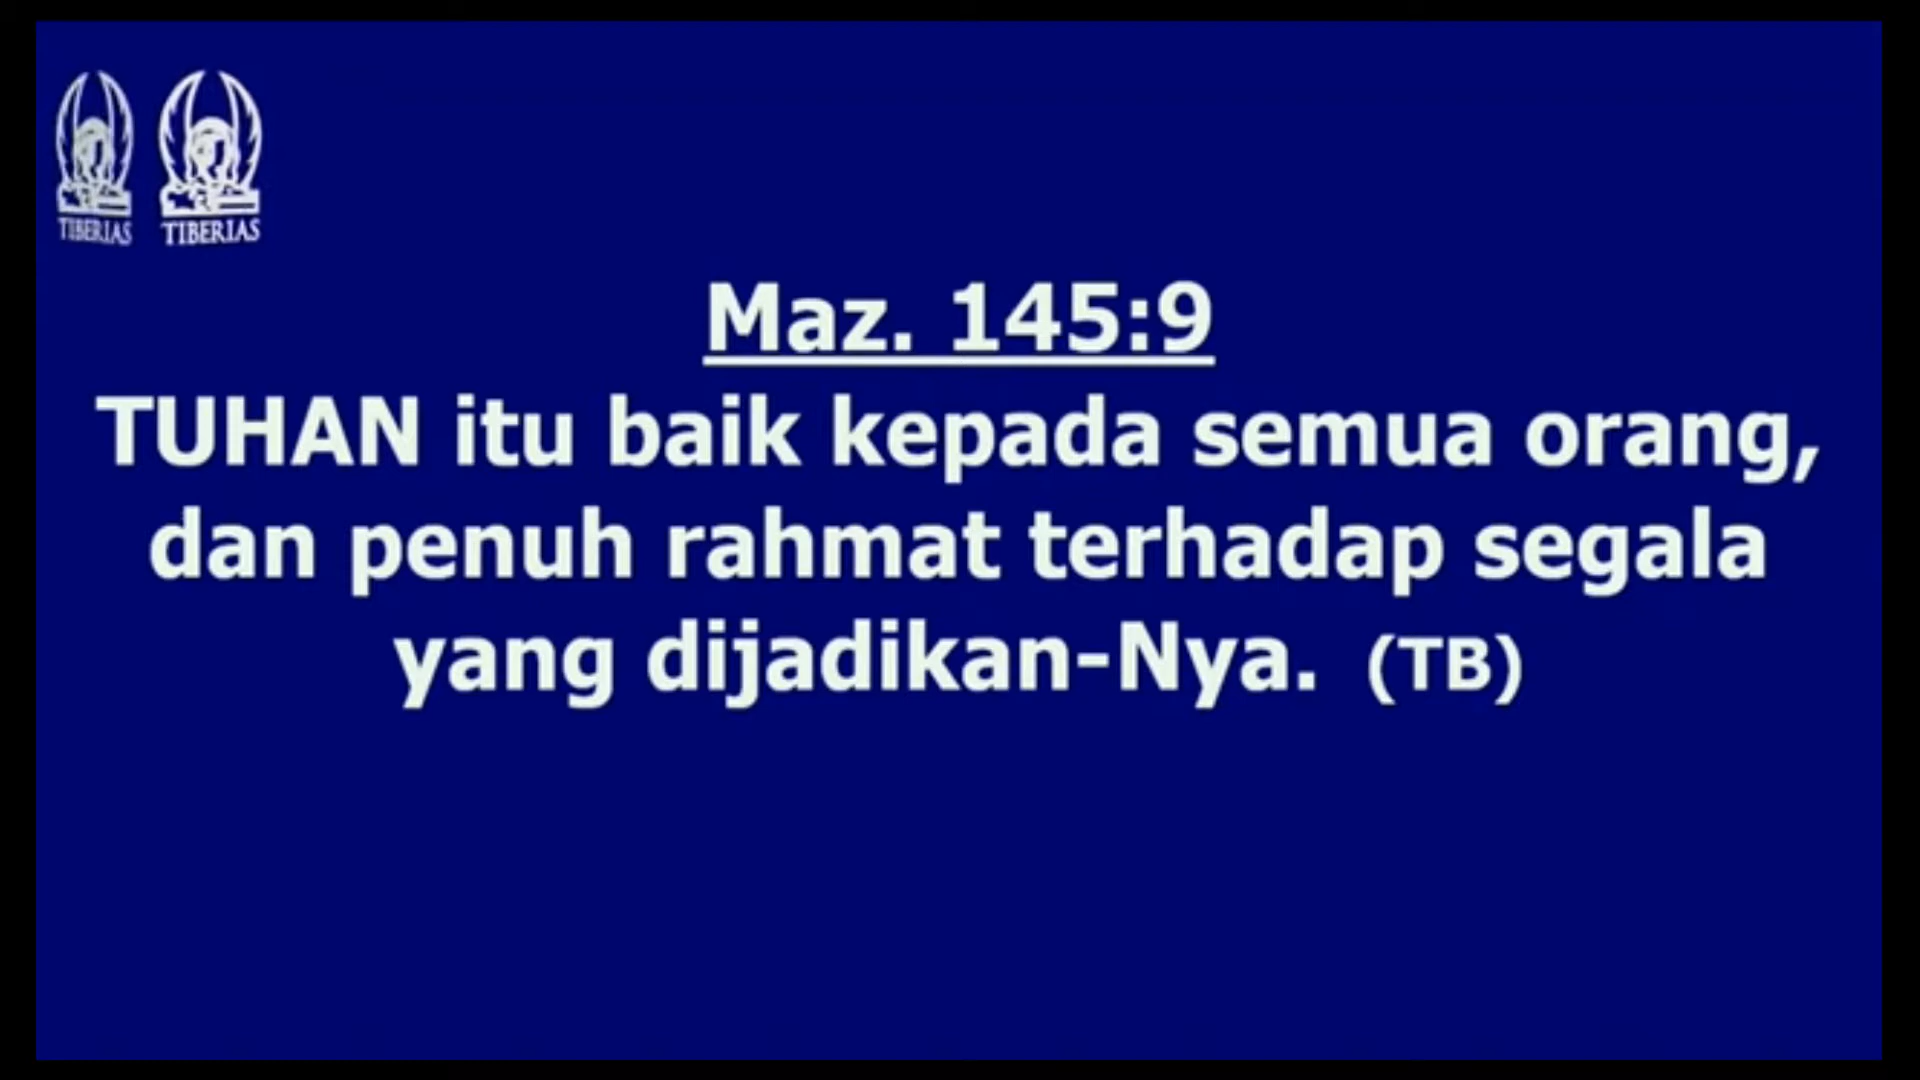 TIBERIAS TIBERIAS
Maz. 145:9
TUHAN itu baik kepada semua orang,
dan penuh rahmat terhadap segala
yang dijadikan-Nya. (TB)